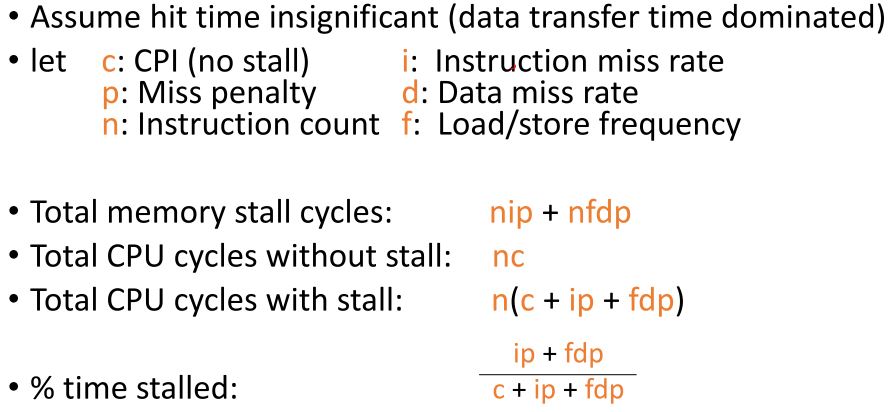 • Assume hit time insignificant (data transfer time dominated)
• let c: CPI (no stall) i: Instruction miss rate
p: Miss penalty d: Data miss rate
n: Instruction count f: Load/store frequency
• Total memory stall cycles: nip + nfdp
• Total CPU cycles without stall: nc
• Total CPU cycles with stall: n(c + ip + fdp)
ip + fdp
• % time stalled: c + ip + fdp